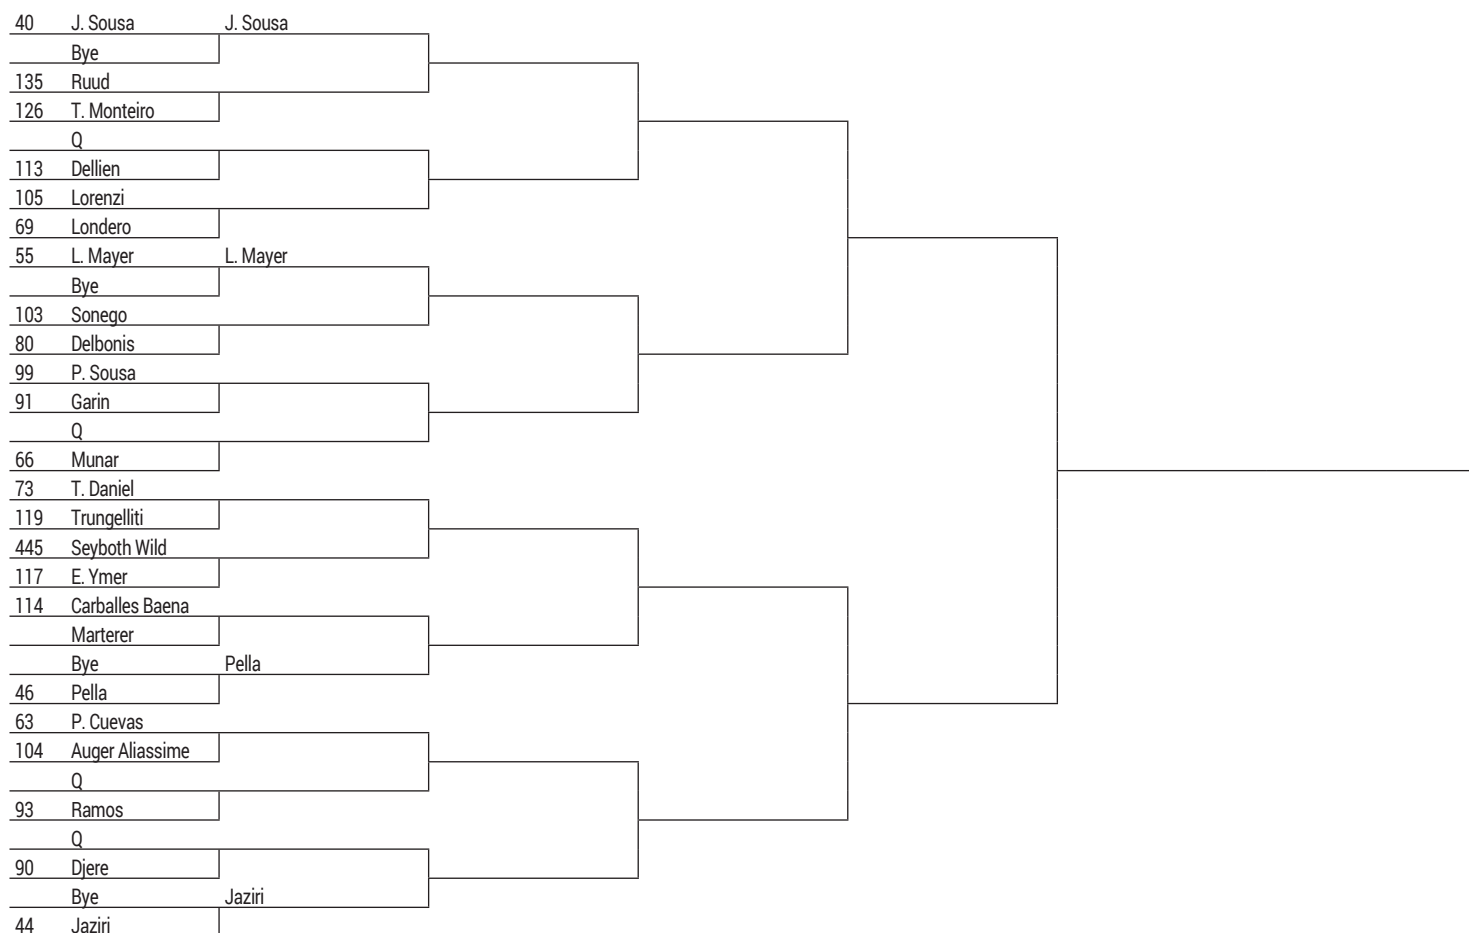 40 J. Sousa J. Sousa
Bye
135 Ruud
126 T. Monteiro
Q
113 Dellien
105 Lorenzi
69 Londero
55 L. Mayer L. Mayer
Bye
103 Sonego
80 Delbonis
99 P. Sousa
91 Garin
Q
66 Munar
73 T. Daniel
119 Trungelliti
445 Seyboth Wild
117 E. Ymer
114 Carballes Baena
Marterer
Bye Pella
46 Pella
63 P. Cuevas
104 Auger Aliassime
Q
93 Ramos
Q
90 Djere
Bye Jaziri
44 Jaziri